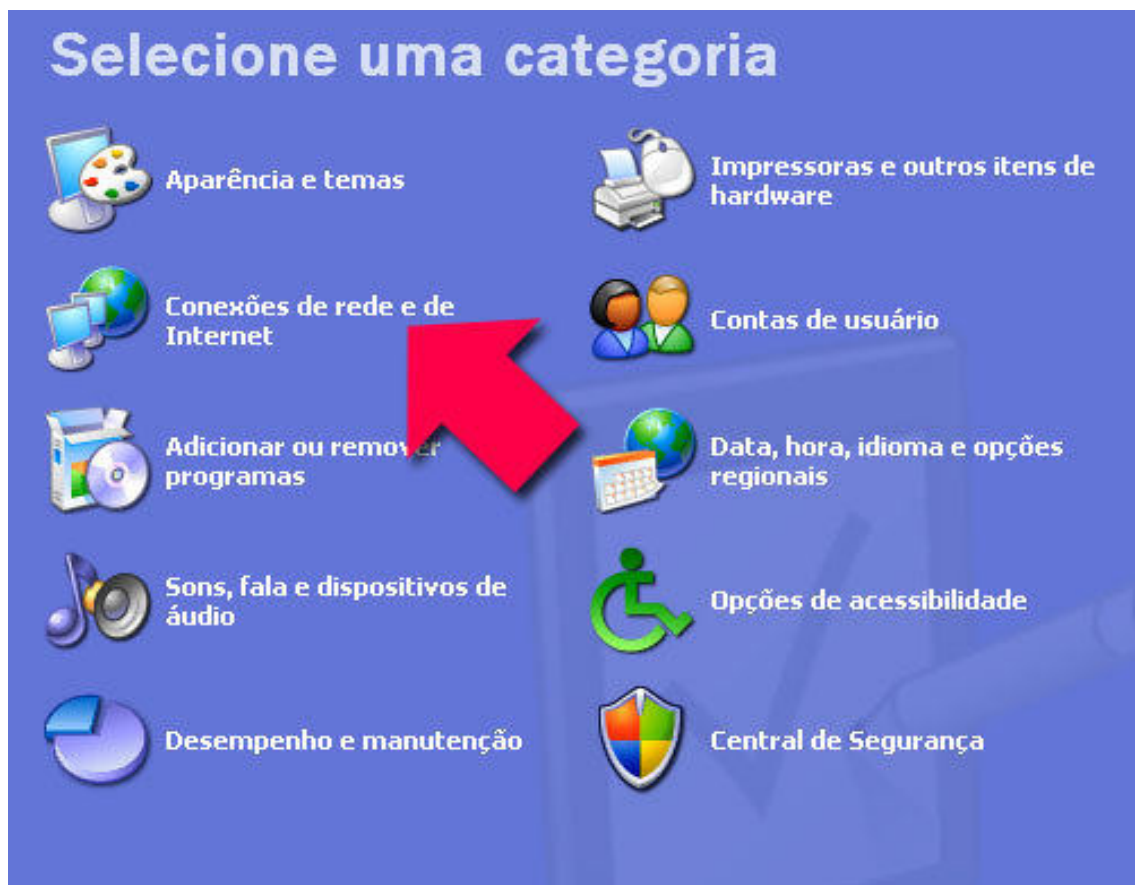 Selecione uma categoria
Aparência e temas
Impressoras e outros itens de
hardware
Conexões de rede e de
Internet
Contas de usuário
Adicionar ou remover
programas
Data, hora, idioma e opções
regionais
Sons, fala e dispositivos de
áudio
Opções de acessibilidade
Desempenho e manutenção
Central de Segurança